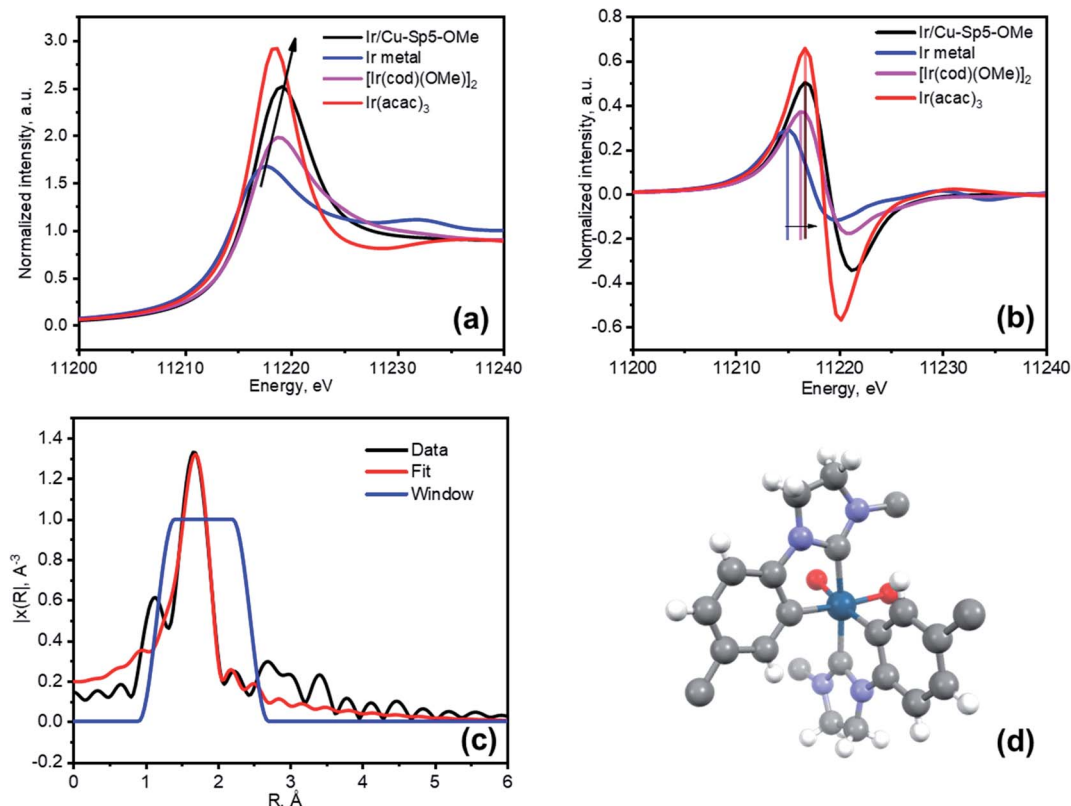 3.0
2.5
2.0
1.5
1.0
0.5
0.0
Normalized intensity, a.u.
Ir/Cu-Sp5-OMe
Ir metal
[Ir(cod)(OMe)]2
Ir(acac)3
(a)
11200
11210
11220
11230
11240
Energy, eV
0.8
0.6
0.4
0.2
0.0
-0.2
-0.4
-0.6
-0.8
Normalized intensity, a.u.
Ir/Cu-Sp5-OMe
Ir metal
[Ir(cod)(OMe)]2
Ir(acac)3
(b)
11200
11210
11220
11230
11240
Energy, eV
1.4
1.2
1.0
0.8
0.6
0.4
0.2
0.0
-0.2
|x(R|, A-3
Data
Fit
Window
(c)
0
1
2
3
4
5
6
R, Å
(d)